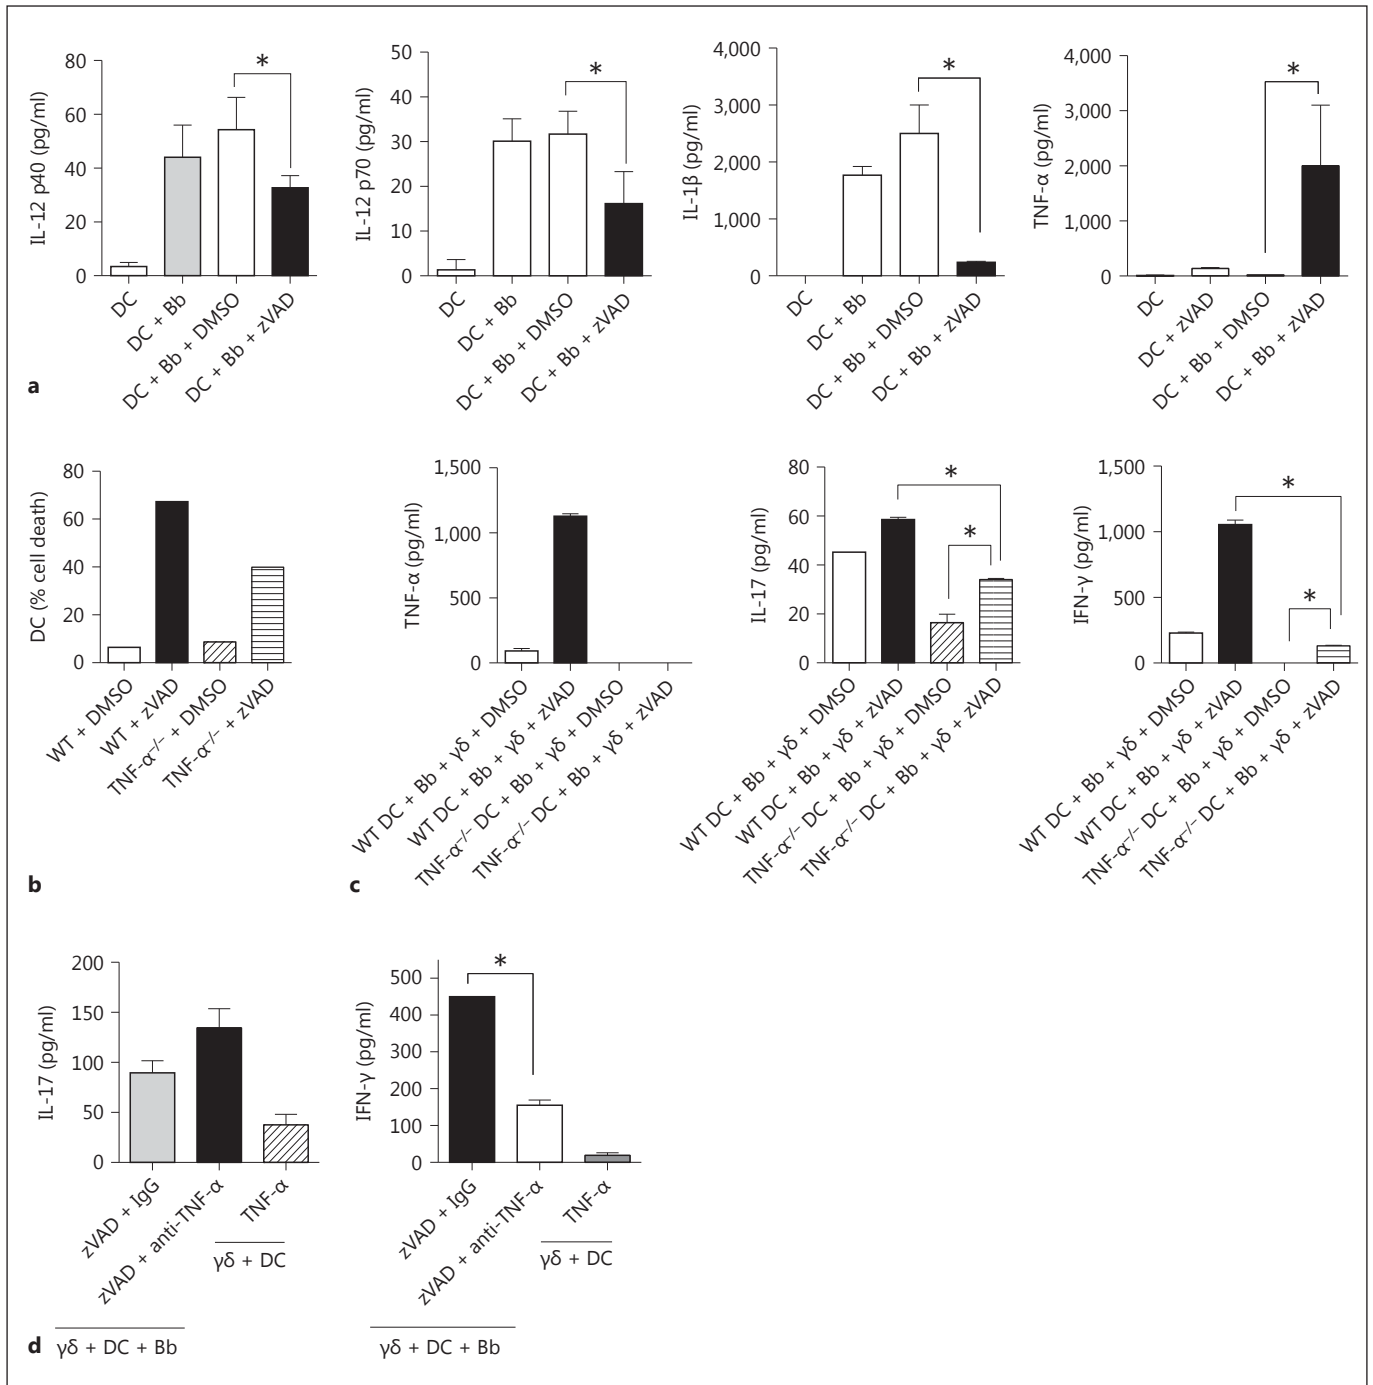 IL-12 p40 (pg/ml)
80
60
40
20
0
*
DC
DC + Bb
DC + Bb + DMSO
DC + Bb + zVAD
IL-12 p70 (pg/ml)
50
40
30
20
10
0
*
DC
DC + Bb
DC + Bb + DMSO
DC + Bb + zVAD
IL-1β (pg/ml)
4,000
3,000
2,000
1,000
0
*
DC
DC + Bb
DC + Bb + DMSO
DC + Bb + zVAD
TNF-α (pg/ml)
4,000
3,000
2,000
1,000
0
*
DC
DC + zVAD
DC + Bb + DMSO
DC + Bb + zVAD
a
DC (% cell death)
80
60
40
20
0
WT + DMSO
WT + zVAD
TNF-α⁻/⁻ + DMSO
TNF-α⁻/⁻ + zVAD
b
TNF-α (pg/ml)
1,500
1,000
500
0
WT DC + Bb + γδ + DMSO
WT DC + Bb + γδ + zVAD
TNF-α⁻/⁻ DC + Bb + γδ + DMSO
TNF-α⁻/⁻ DC + Bb + γδ + zVAD
IL-17 (pg/ml)
80
60
40
20
0
*
*
WT DC + Bb + γδ + DMSO
WT DC + Bb + γδ + zVAD
TNF-α⁻/⁻ DC + Bb + γδ + DMSO
TNF-α⁻/⁻ DC + Bb + γδ + zVAD
IFN-γ (pg/ml)
1,500
1,000
500
0
*
*
WT DC + Bb + γδ + DMSO
WT DC + Bb + γδ + zVAD
TNF-α⁻/⁻ DC + Bb + γδ + DMSO
TNF-α⁻/⁻ DC + Bb + γδ + zVAD
c
IL-17 (pg/ml)
200
150
100
50
0
zVAD + IgG
zVAD + anti-TNF-α
TNF-α
γδ + DC
γδ + DC + Bb
IFN-γ (pg/ml)
500
400
300
200
100
0
*
zVAD + IgG
zVAD + anti-TNF-α
TNF-α
γδ + DC
γδ + DC + Bb
d